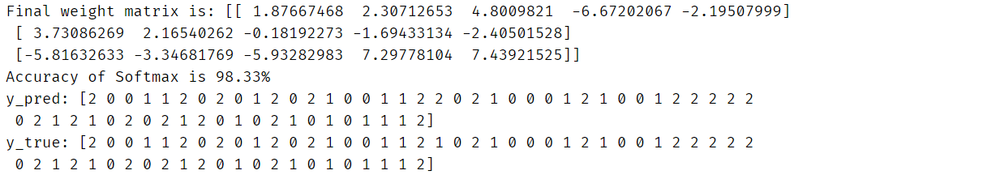 Final weight matrix is: [[ 1.87667468  2.30712653  4.8009821  -6.67202067 -2.19507999]
 [ 3.73086269  2.16540262 -0.18192273 -1.69433134 -2.40501528]
 [-5.81632633 -3.34681769 -5.93282983  7.29778104  7.43921525]]
Accuracy of Softmax is 98.33%
y_pred: [2 0 0 1 1 2 0 2 0 1 2 0 2 1 0 0 1 1 2 2 0 2 1 0 0 0 1 2 1 0 0 1 2 2 2 2 2
 0 2 1 2 1 0 2 0 2 1 2 0 1 0 2 1 0 1 0 1 1 1 2]
y_true: [2 0 0 1 1 2 0 2 0 1 2 0 2 1 0 0 1 1 2 1 0 2 1 0 0 0 1 2 1 0 0 1 2 2 2 2 2
 0 2 1 2 1 0 2 0 2 1 2 0 1 0 2 1 0 1 0 1 1 1 2]